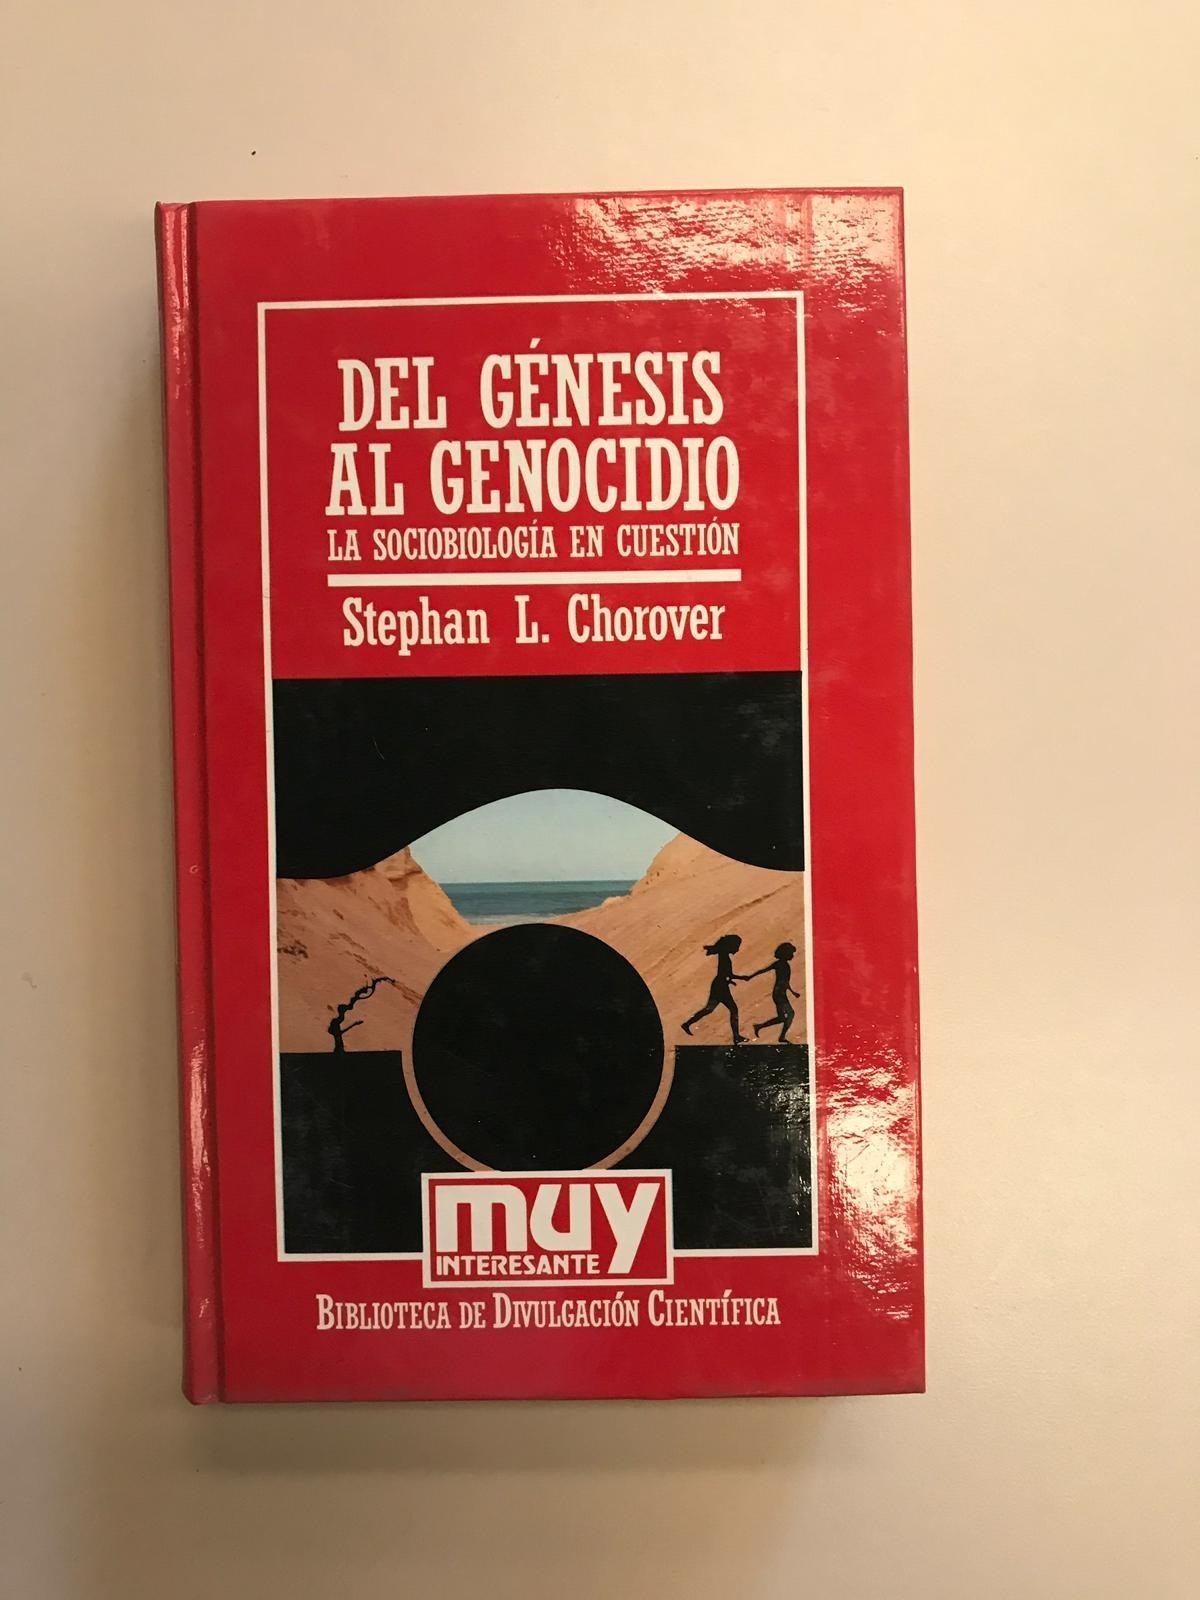 DEL GÉNESIS
AL GENOCIDIO
LA SOCIOBIOLOGÍA EN CUESTIÓN
Stephan L. Chorover
muy
INTERESANTE
BIBLIOTECA DE DIVULGACIÓN CIENTÍFICA